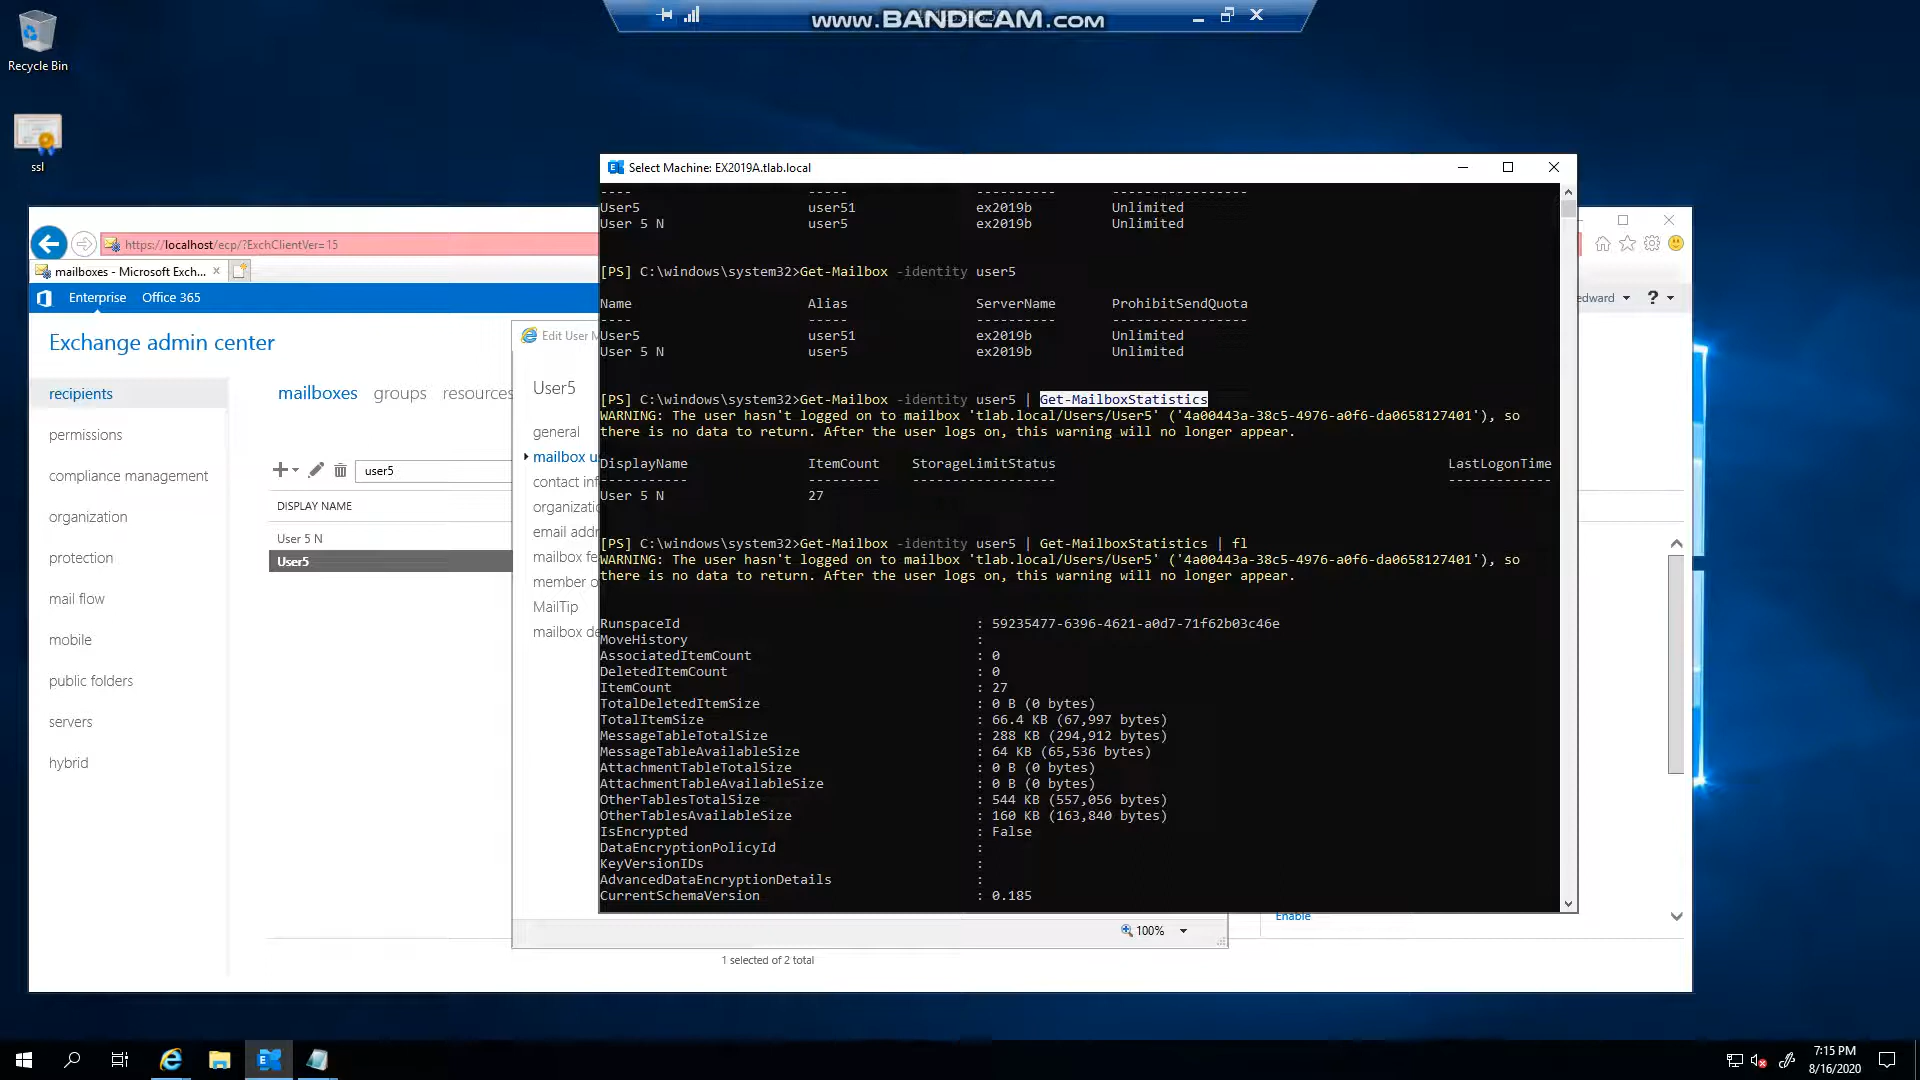 www.BANDICAM.com
Recycle Bin
ssl
Select Machine: EX2019A.tlab.local
---- ----- ---------- -----------------
User5 user51 ex2019b Unlimited
User 5 N user5 ex2019b Unlimited
[PS] C:\windows\system32>Get-Mailbox -identity user5
Name Alias ServerName ProhibitSendQuota
---- ----- ---------- -----------------
User5 user51 ex2019b Unlimited
User 5 N user5 ex2019b Unlimited
[PS] C:\windows\system32>Get-Mailbox -identity user5 | Get-MailboxStatistics
WARNING: The user hasn't logged on to mailbox 'tlab.local/Users/User5' ('4a00443a-38c5-4976-a0f6-da0658127401'), so
there is no data to return. After the user logs on, this warning will no longer appear.
DisplayName ItemCount StorageLimitStatus LastLogonTime
----------- --------- ------------------ -------------
User 5 N 27
[PS] C:\windows\system32>Get-Mailbox -identity user5 | Get-MailboxStatistics | fl
WARNING: The user hasn't logged on to mailbox 'tlab.local/Users/User5' ('4a00443a-38c5-4976-a0f6-da0658127401'), so
there is no data to return. After the user logs on, this warning will no longer appear.
RunspaceId : 59235477-6396-4621-a0d7-71f62b03c46e
MoveHistory :
AssociatedItemCount : 0
DeletedItemCount : 0
ItemCount : 27
TotalDeletedItemSize : 0 B (0 bytes)
TotalItemSize : 66.4 KB (67,997 bytes)
MessageTableTotalSize : 288 KB (294,912 bytes)
MessageTableAvailableSize : 64 KB (65,536 bytes)
AttachmentTableTotalSize : 0 B (0 bytes)
AttachmentTableAvailableSize : 0 B (0 bytes)
OtherTablesTotalSize : 544 KB (557,056 bytes)
OtherTablesAvailableSize : 160 KB (163,840 bytes)
IsEncrypted : False
DataEncryptionPolicyId :
KeyVersionIDs :
AdvancedDataEncryptionDetails :
CurrentSchemaVersion : 0.185
https://localhost/ecp/?ExchClientVer=15
mailboxes - Microsoft Exch...
Enterprise Office 365
edward ?
Exchange admin center
recipients
permissions
compliance management
organization
protection
mail flow
mobile
public folders
servers
hybrid
mailboxes groups resources
user5
DISPLAY NAME
User 5 N
User5
Edit User M
User5
general
mailbox u
contact inf
organizatio
email addr
mailbox fe
member o
MailTip
mailbox de
100%
Enable
1 selected of 2 total
7:15 PM
8/16/2020